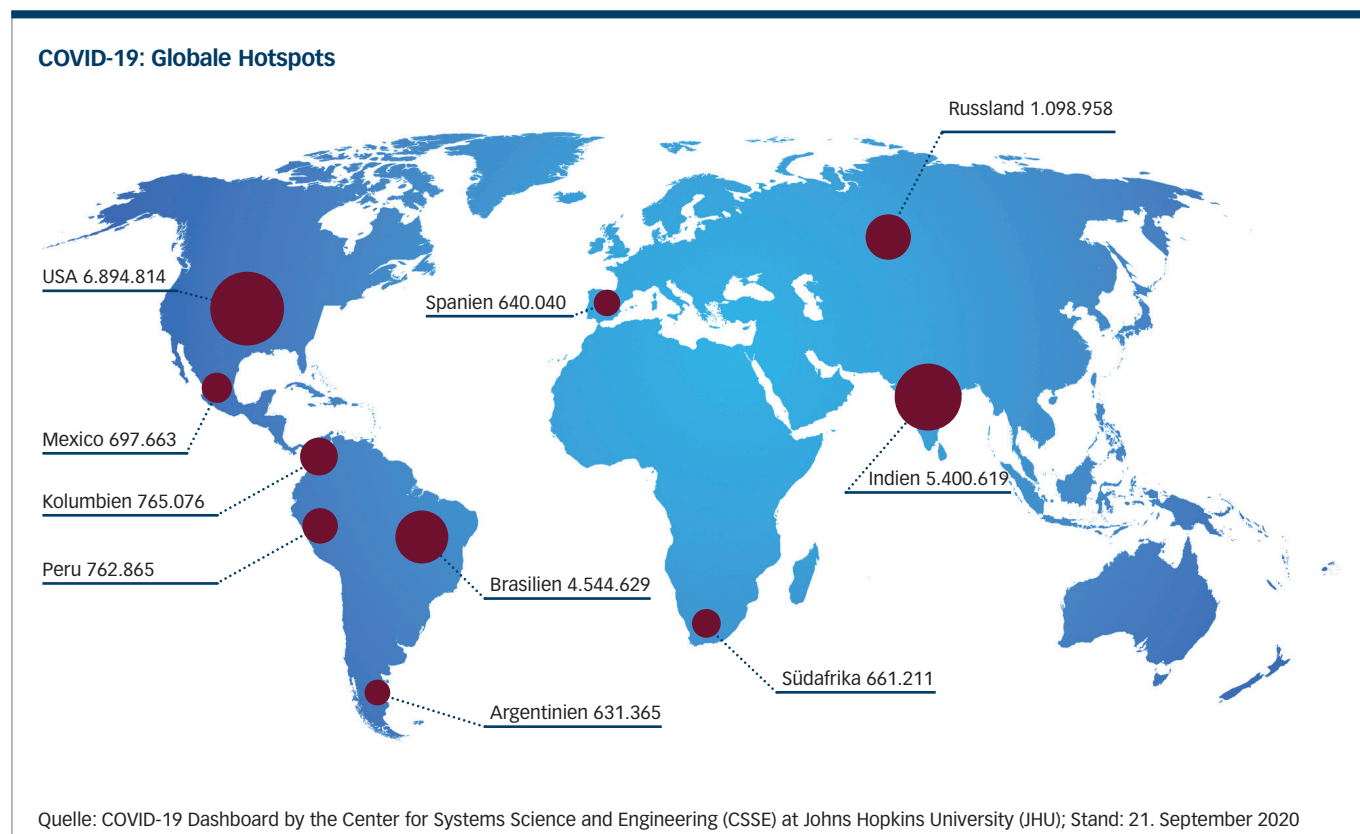 COVID-19: Globale Hotspots
Russland 1.098.958
USA 6.894.814
Spanien 640.040
Mexico 697.663
Indien 5.400.619
Kolumbien 765.076
Peru 762.865
Brasilien 4.544.629
Südafrika 661.211
Argentinien 631.365
Quelle: COVID-19 Dashboard by the Center for Systems Science and Engineering (CSSE) at Johns Hopkins University (JHU); Stand: 21. September 2020